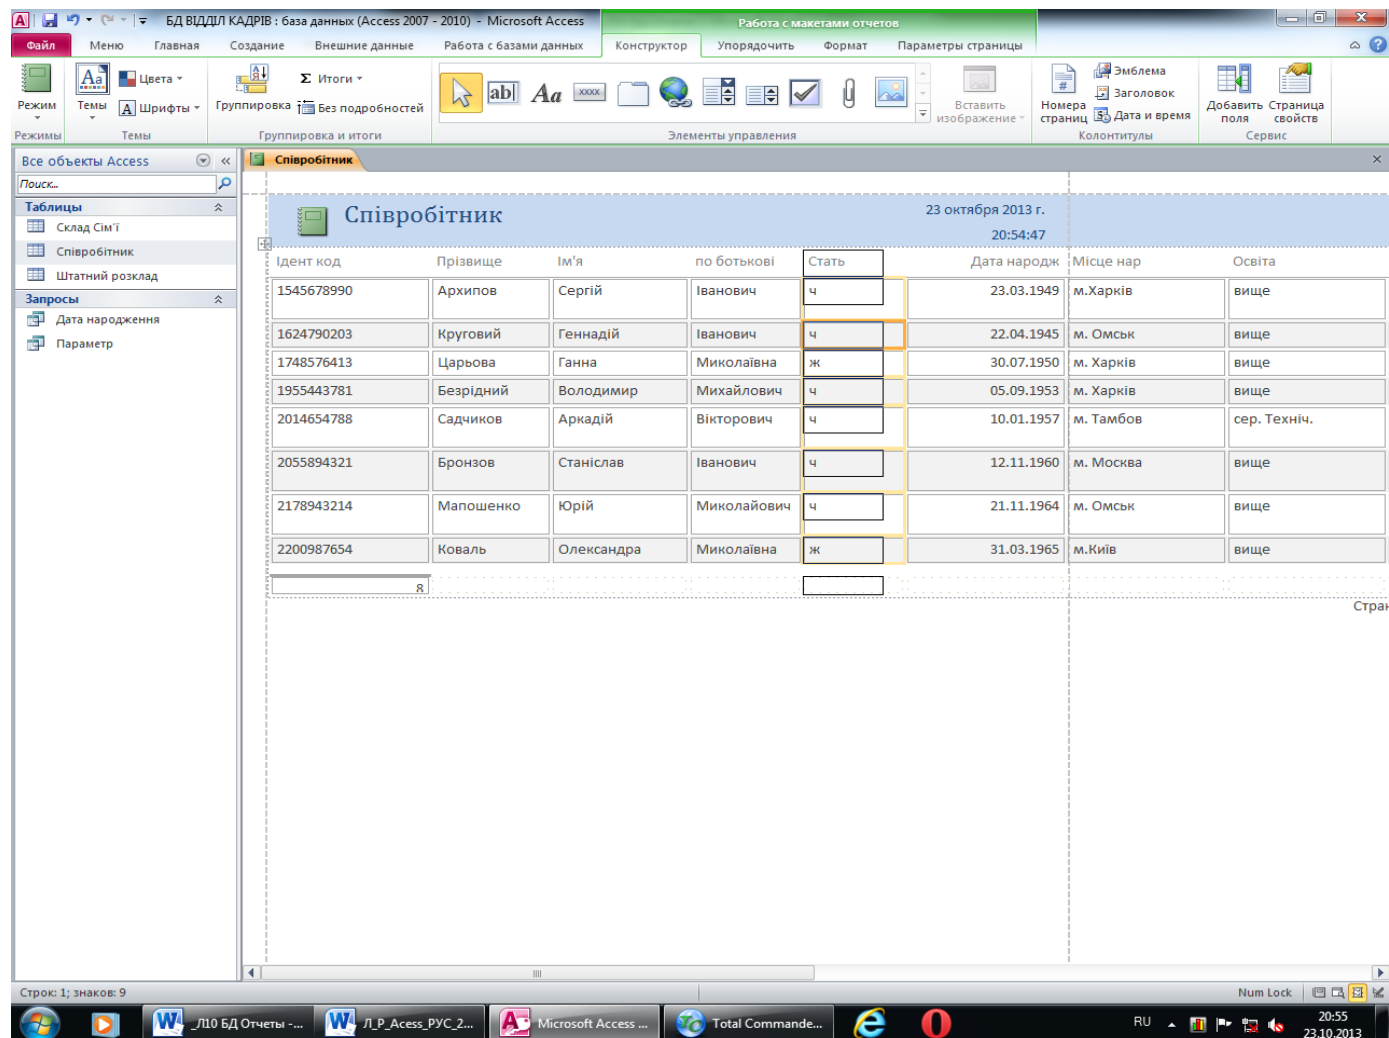 БД ВІДДІЛ КАДРІВ : база данных (Access 2007 - 2010) - Microsoft Access
Работа с макетами отчетов
Файл Меню Главная Создание Внешние данные Работа с базами данных Конструктор Упорядочить Формат Параметры страницы
Режим
Темы
Цвета
Шрифты
Группировка
Σ Итоги
Без подробностей
ab|
Aa
xxxx
Вставить изображение
Номера страниц
Эмблема
Заголовок
Дата и время
Добавить поля
Страница свойств
Режимы Темы Группировка и итоги Элементы управления Колонтитулы Сервис
Все объекты Access
Поиск...
Таблицы
Склад Сім'ї
Співробітник
Штатний розклад
Запросы
Дата народження
Параметр
Співробітник
Співробітник
23 октября 2013 г.
20:54:47
Ідент код Прізвище Ім'я по ботькові Стать Дата народж Місце нар Освіта
1545678990 Архипов Сергій Іванович ч 23.03.1949 м.Харків вище
1624790203 Круговий Геннадій Іванович ч 22.04.1945 м. Омськ вище
1748576413 Царьова Ганна Миколаївна ж 30.07.1950 м. Харків вище
1955443781 Безрідний Володимир Михайлович ч 05.09.1953 м. Харків вище
2014654788 Садчиков Аркадій Вікторович ч 10.01.1957 м. Тамбов сер. Техніч.
2055894321 Бронзов Станіслав Іванович ч 12.11.1960 м. Москва вище
2178943214 Мапошенко Юрій Миколайович ч 21.11.1964 м. Омськ вище
2200987654 Коваль Олександра Миколаївна ж 31.03.1965 м.Київ вище
8
Стран
Строк: 1; знаков: 9
Num Lock
_Л10 БД Отчеты -...
Л_Р_Acess_РУС_2...
Microsoft Access ...
Total Commande...
RU
20:55
23.10.2013